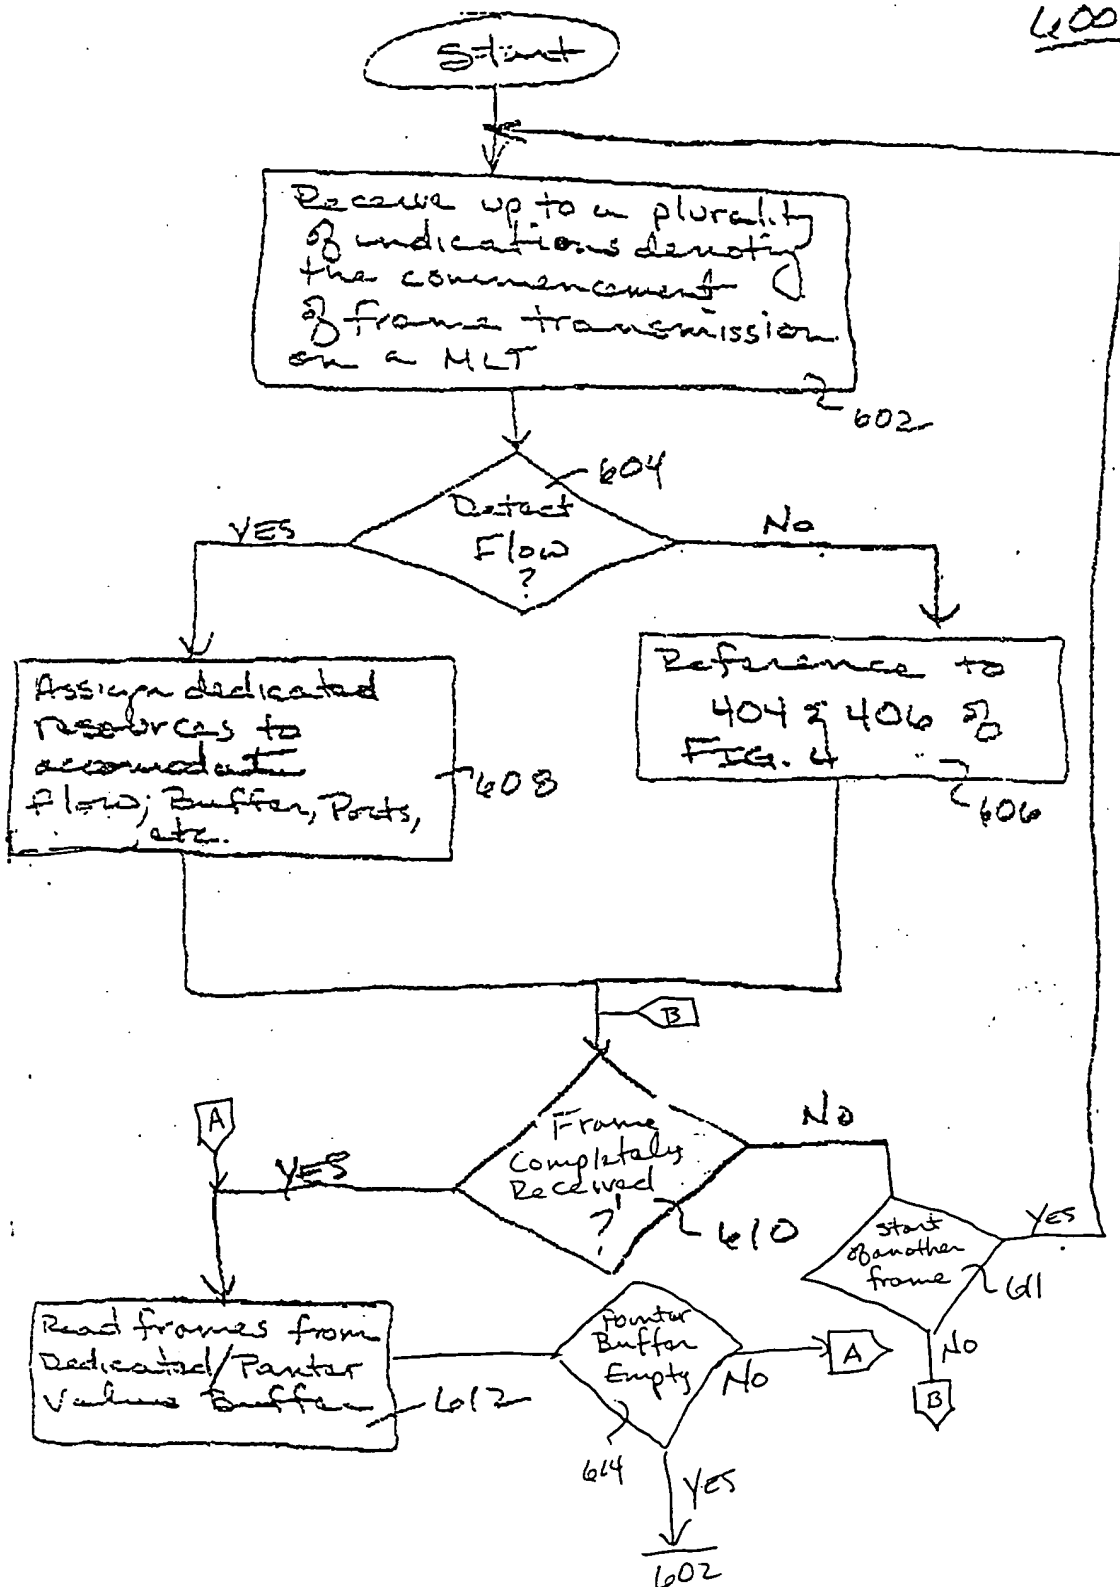 600
Start
Receive up to a plurality
of indications denoting
the commencement
of frame transmission
on a MLT
602
604
Detect
Flow
?
YES
No
Assign dedicated
resources to
accomodate
flow; Buffer, Ports,
etc.
608
Reference to
404 & 406 of
FIG. 4
606
B
A
Frame
Completely
Received
?
YES
No
610
start
of another
frame
YES
611
No
B
Read frames from
Dedicated/Pointer
Values Buffer
612
Pointer
Buffer
Empty
No
A
614
YES
602